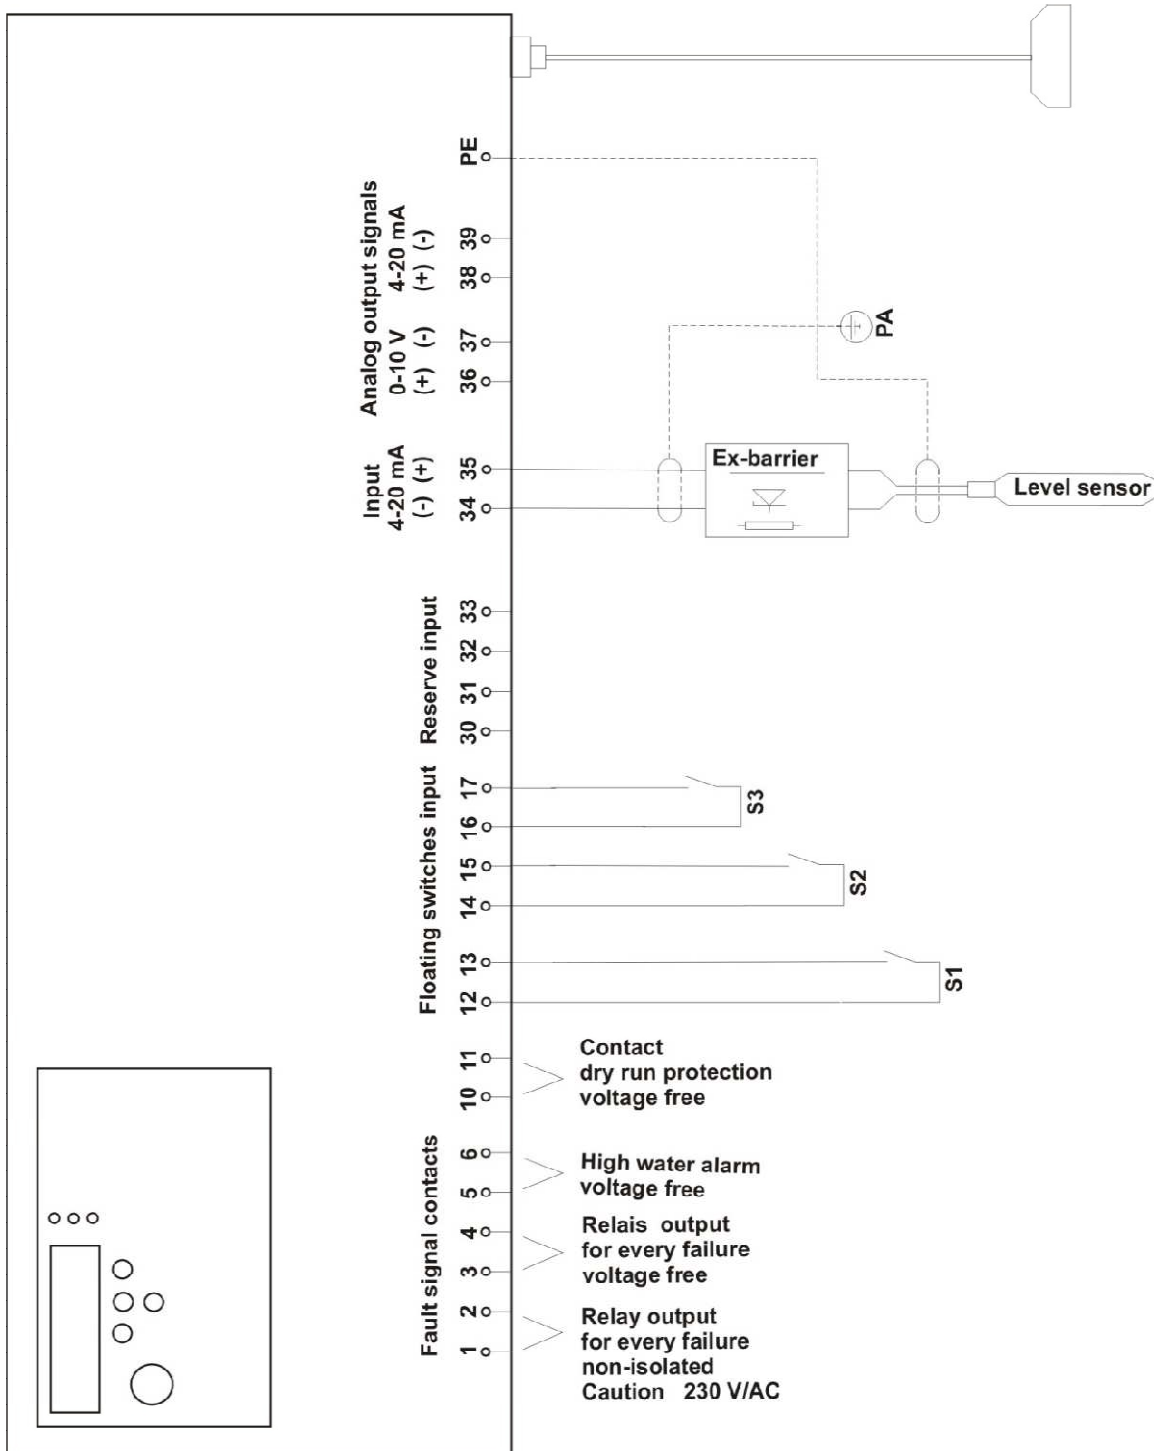 PE
Analog output signals
4-20 mA
(+) (-)
39
38
0-10 V
(+) (-)
37
36
PA
Input
4-20 mA
(-) (+)
35
34
Ex-barrier
Level sensor
Reserve input
33
32
31
30
Floating switches input
17
16
S3
15
14
S2
13
12
S1
11
10
Contact
dry run protection
voltage free
Fault signal contacts
6
5
High water alarm
voltage free
4
3
Relais output
for every failure
voltage free
2
1
Relay output
for every failure
non-isolated
Caution 230 V/AC